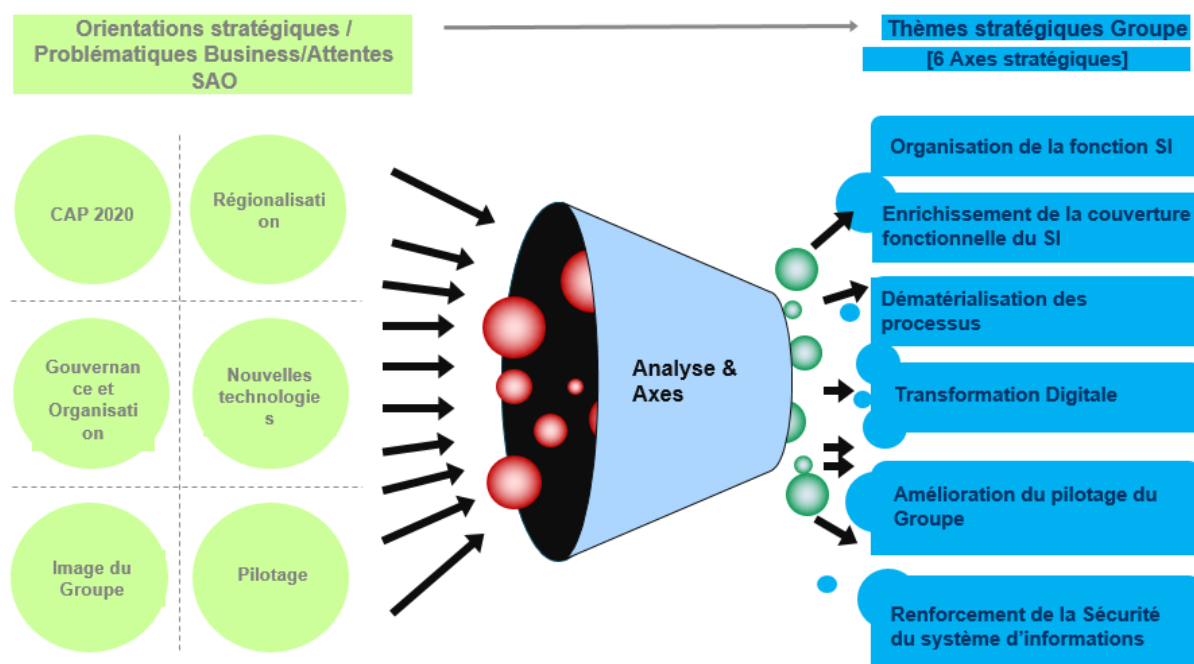 Orientations stratégiques /
Problématiques Business/Attentes
SAO
Thèmes stratégiques Groupe
[6 Axes stratégiques]
CAP 2020
Régionalisati
on
Gouvernan
ce et
Organisati
on
Nouvelles
technologie
s
Image du
Groupe
Pilotage
Analyse &
Axes
Organisation de la fonction SI
Enrichissement de la couverture
fonctionnelle du SI
Dématérialisation des
processus
Transformation Digitale
Amélioration du pilotage du
Groupe
Renforcement de la Sécurité
du système d’informations